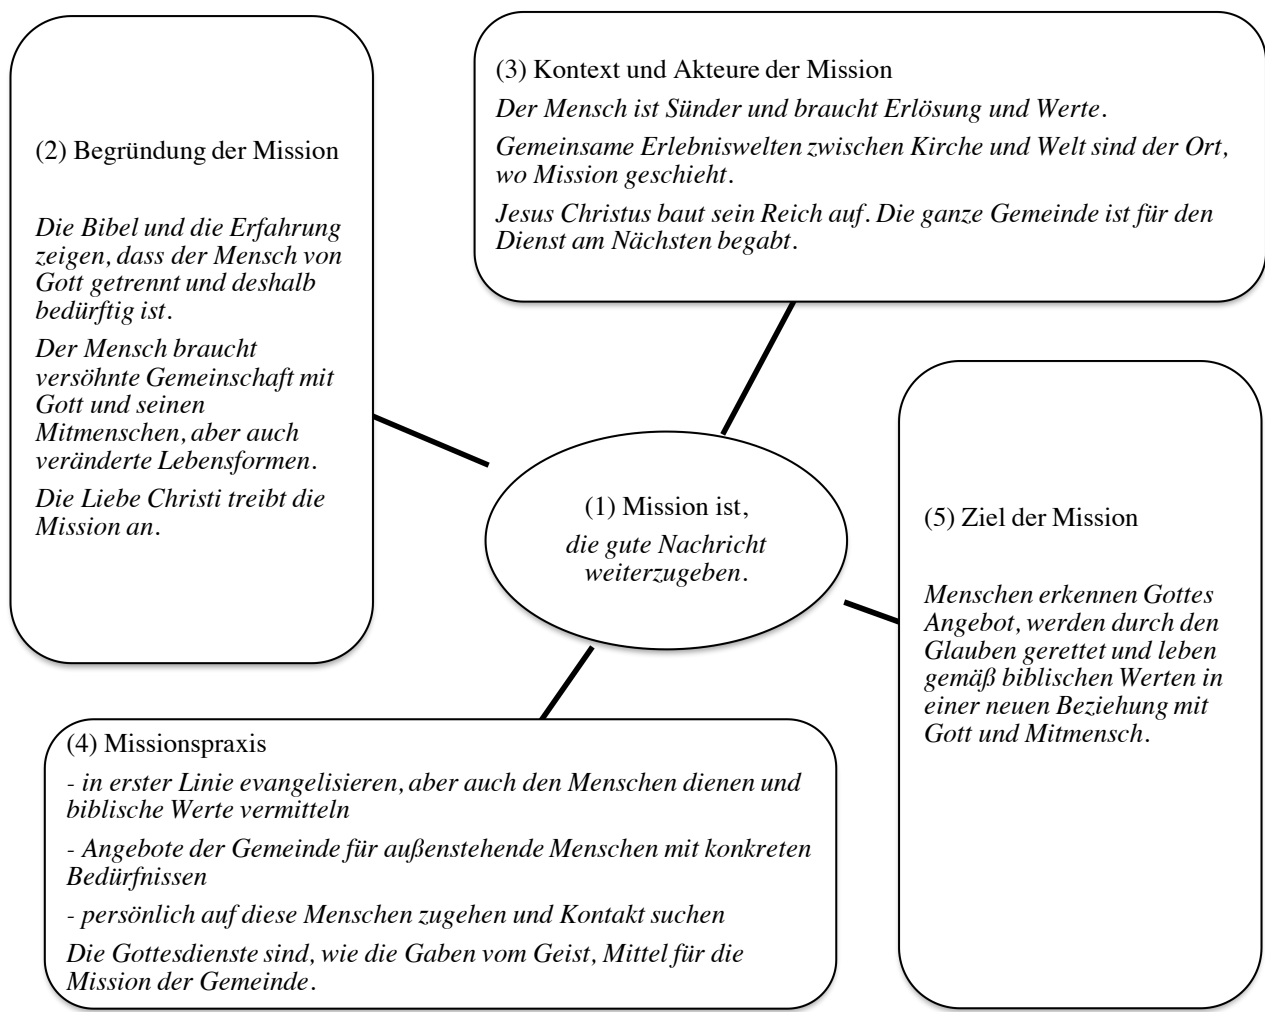 (2) Begründung der Mission
Die Bibel und die Erfahrung
zeigen, dass der Mensch von
Gott getrennt und deshalb
bedürftig ist.
Der Mensch braucht
versöhnte Gemeinschaft mit
Gott und seinen
Mitmenschen, aber auch
veränderte Lebensformen.
Die Liebe Christi treibt die
Mission an.
(3) Kontext und Akteure der Mission
Der Mensch ist Sünder und braucht Erlösung und Werte.
Gemeinsame Erlebniswelten zwischen Kirche und Welt sind der Ort,
wo Mission geschieht.
Jesus Christus baut sein Reich auf. Die ganze Gemeinde ist für den
Dienst am Nächsten begabt.
(1) Mission ist,
die gute Nachricht
weiterzugeben.
(5) Ziel der Mission
Menschen erkennen Gottes
Angebot, werden durch den
Glauben gerettet und leben
gemäß biblischen Werten in
einer neuen Beziehung mit
Gott und Mitmensch.
(4) Missionspraxis
- in erster Linie evangelisieren, aber auch den Menschen dienen und
biblische Werte vermitteln
- Angebote der Gemeinde für außenstehende Menschen mit konkreten
Bedürfnissen
- persönlich auf diese Menschen zugehen und Kontakt suchen
Die Gottesdienste sind, wie die Gaben vom Geist, Mittel für die
Mission der Gemeinde.